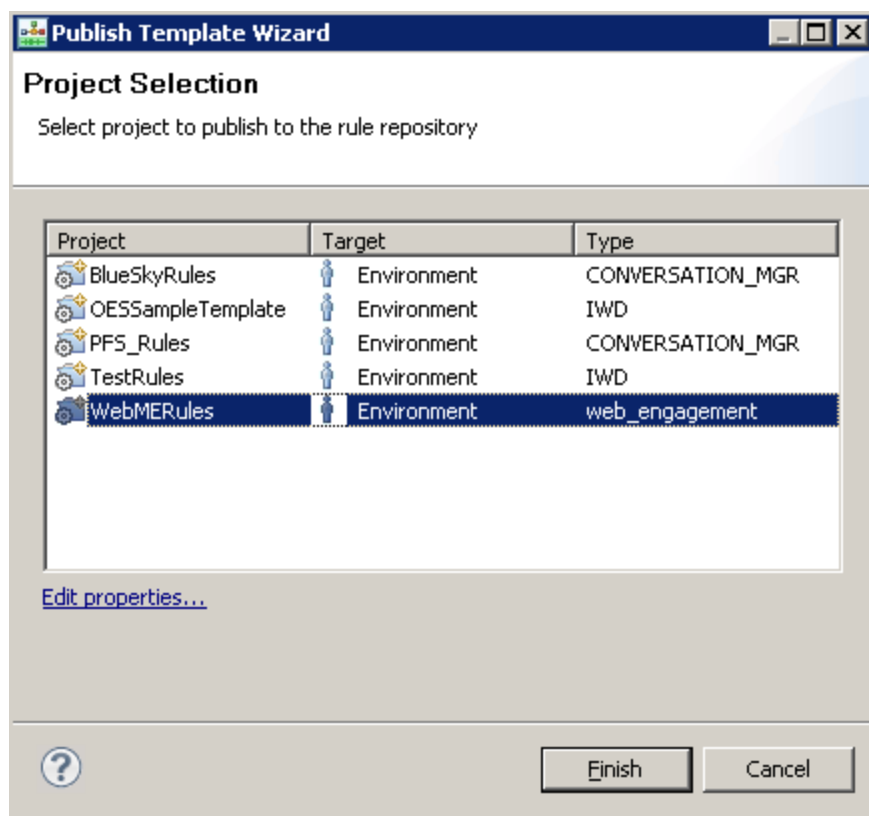 Publish Template Wizard
Project Selection
Select project to publish to the rule repository
Project Target Type
BlueSkyRules Environment CONVERSATION_MGR
OESSampleTemplate Environment IWD
PFS_Rules Environment CONVERSATION_MGR
TestRules Environment IWD
WebMERules Environment web_engagement
Edit properties...
? Finish Cancel